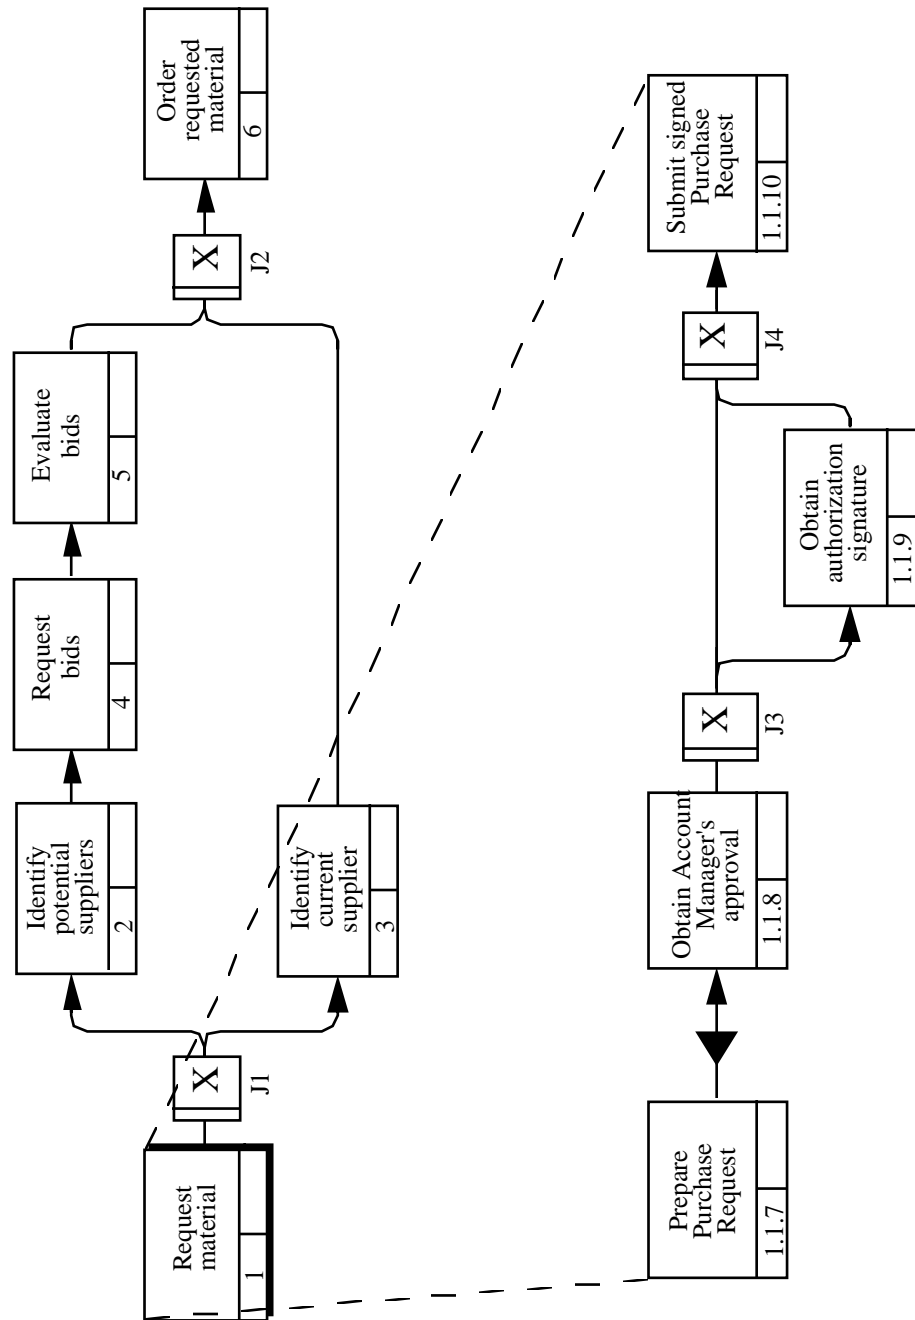 Request
material
1
X
J1
Identify
potential
suppliers
2
Request
bids
4
Evaluate
bids
5
Identify
current
supplier
3
X
J2
Order
requested
material
6
Prepare
Purchase
Request
1.1.7
Obtain Account
Manager's
approval
1.1.8
X
J3
Obtain
authorization
signature
1.1.9
X
J4
Submit signed
Purchase
Request
1.1.10